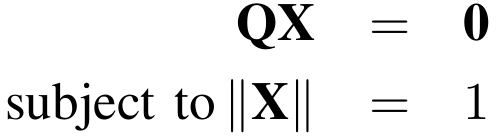 QX = 0
subject to ‖X‖ = 1